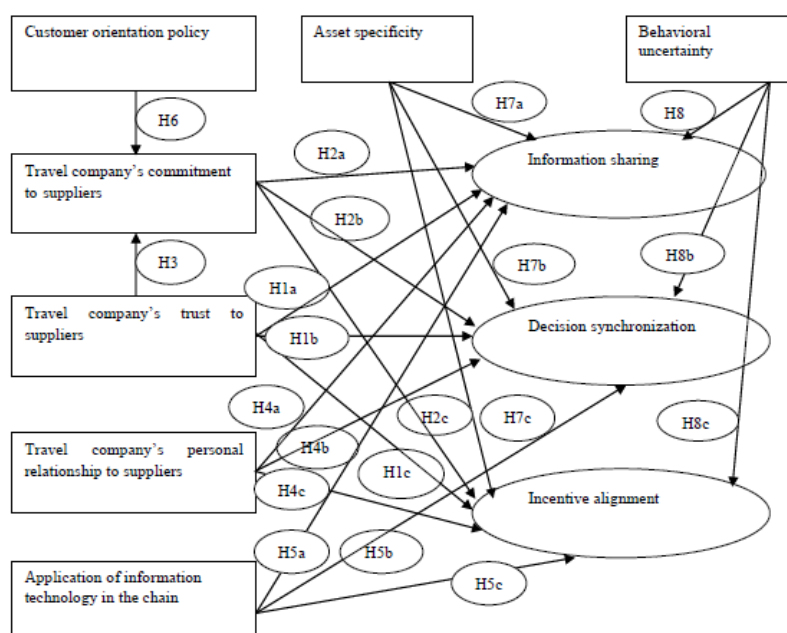 Customer orientation policy
Asset specificity
Behavioral
uncertainty
H7a
H8
H6
H2a
Travel company's commitment
to suppliers
Information sharing
H2b
H3
H8b
H7b
H1a
Travel company's trust to
suppliers
H1b
Decision synchronization
H4a
H2c
H7c
H8c
Travel company's personal
relationship to suppliers
H4b
H1c
H4c
Incentive alignment
H5a
H5b
Application of information
technology in the chain
H5c